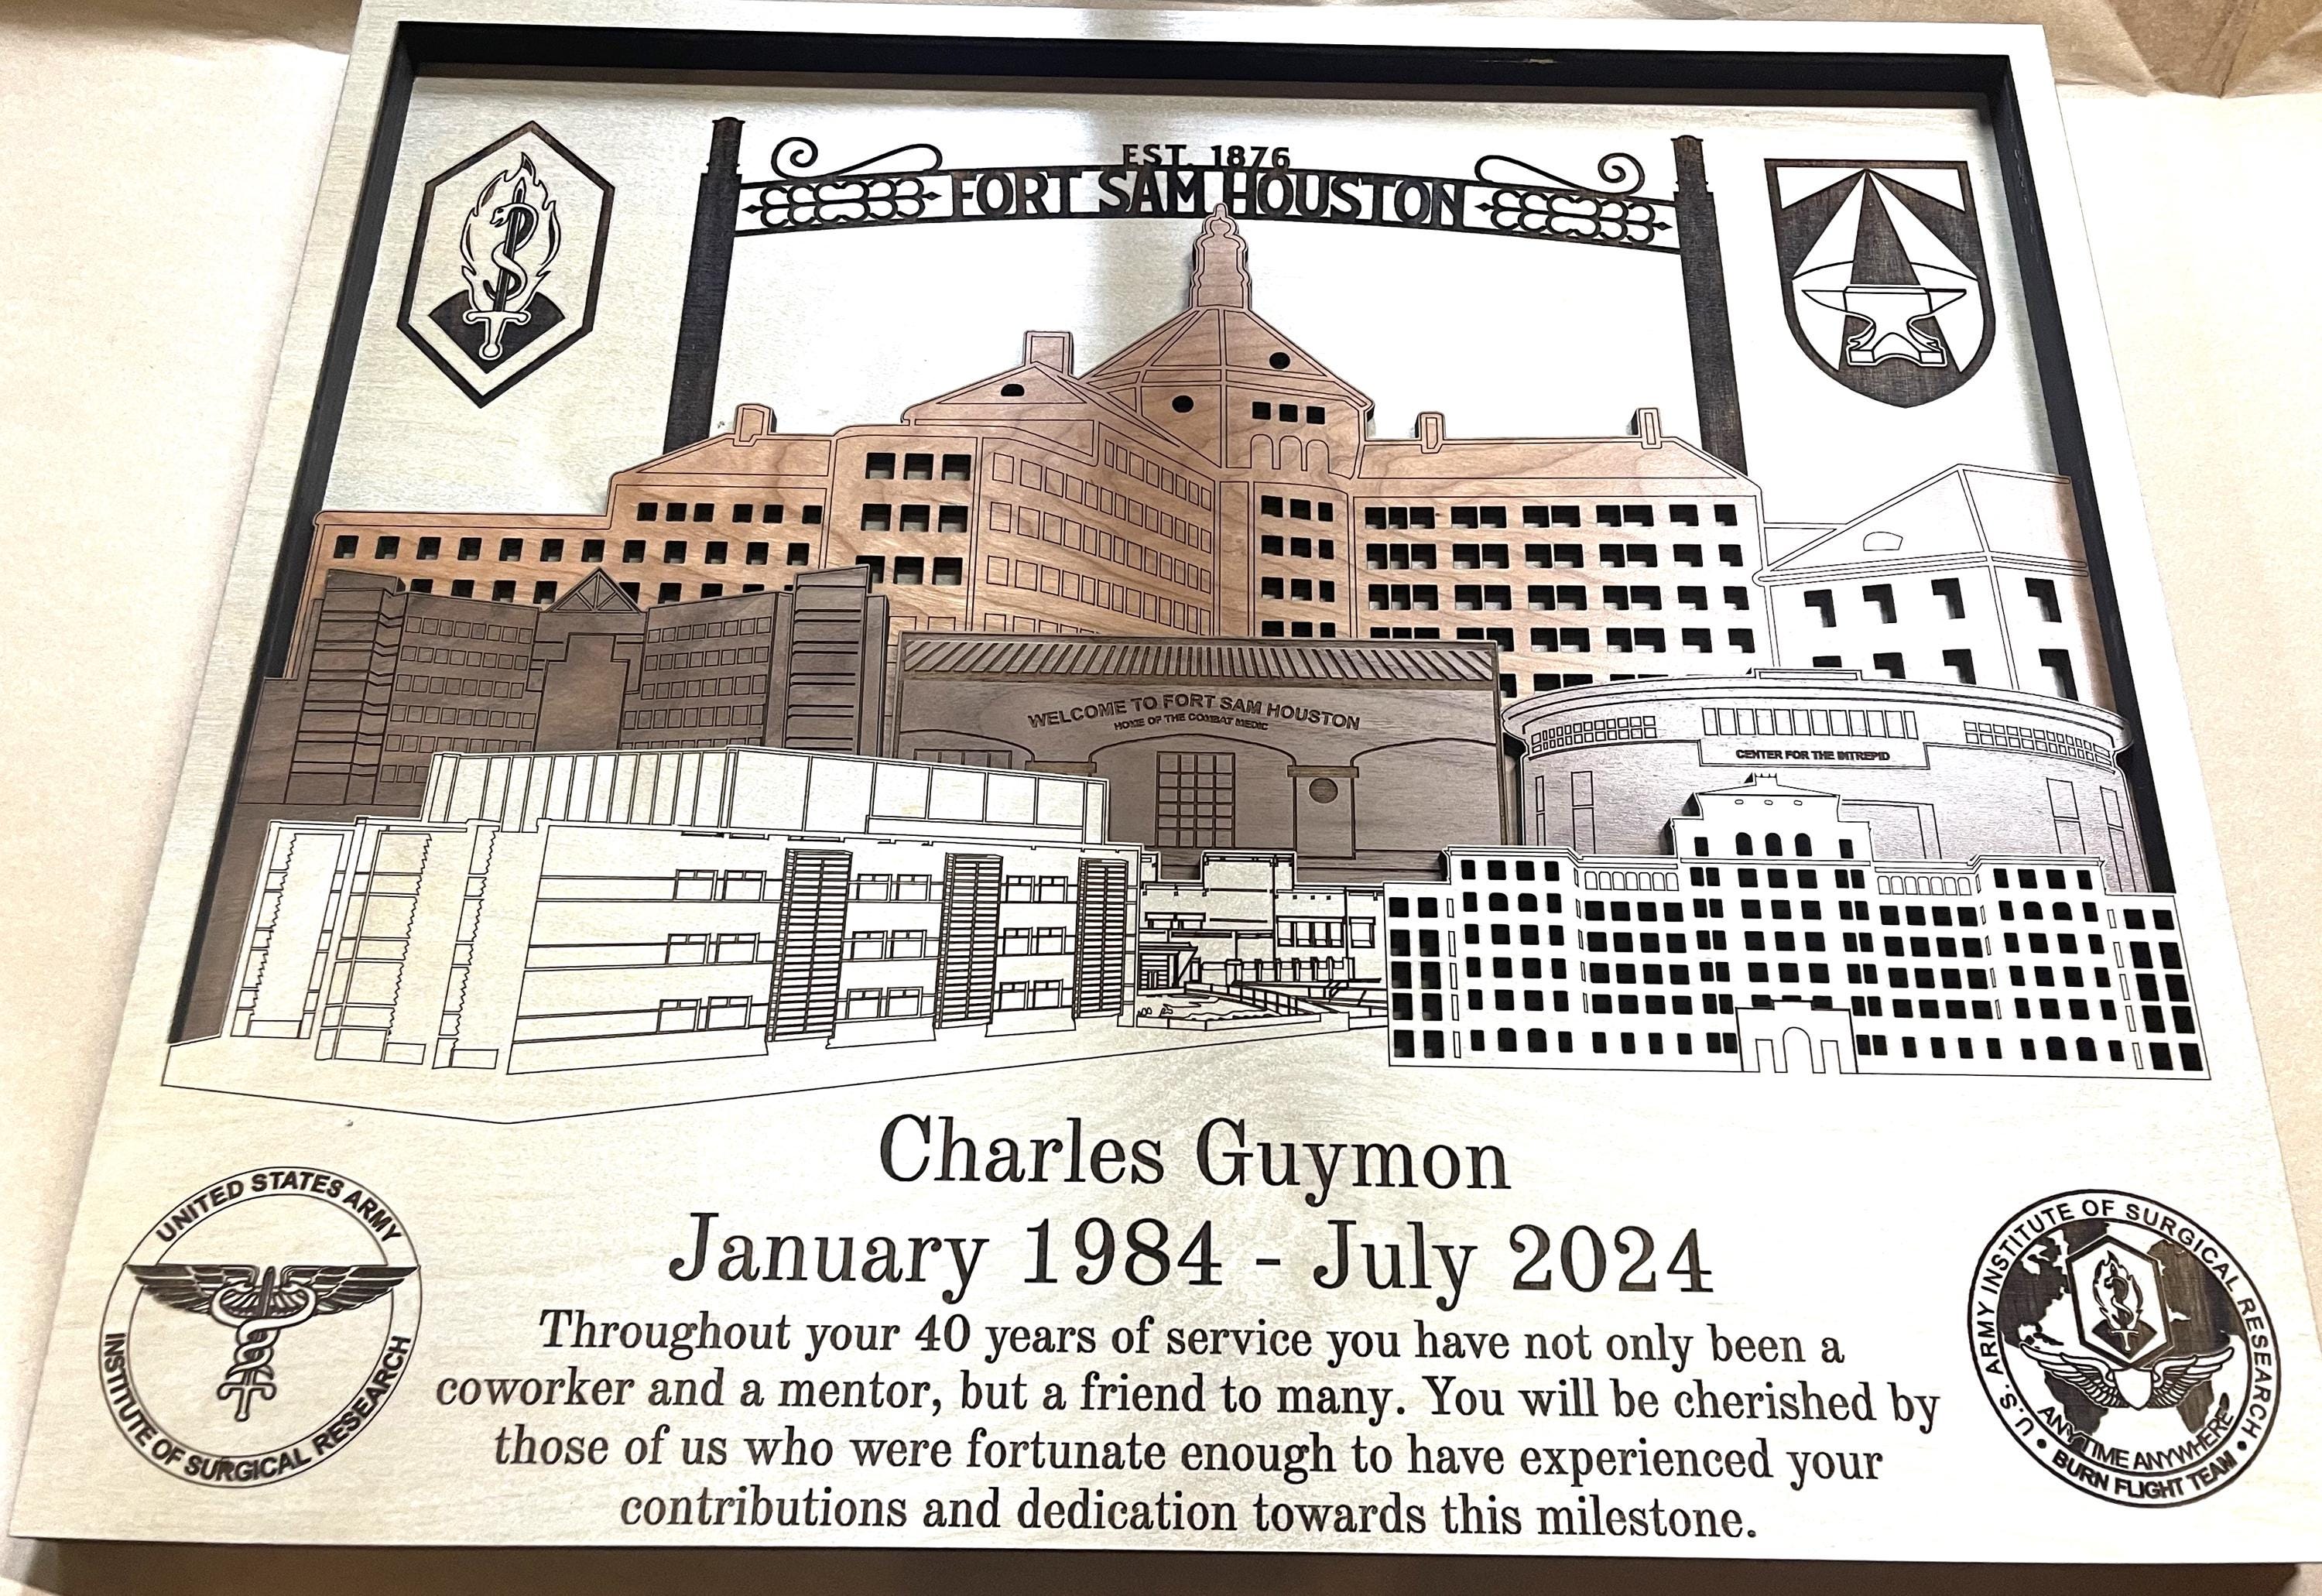 EST. 1876
FORT SAM HOUSTON
WELCOME TO FORT SAM HOUSTON
HOME OF THE COMBAT MEDIC
CENTER FOR THE INTREPID
Charles Guymon
January 1984 - July 2024
Throughout your 40 years of service you have not only been a
coworker and a mentor, but a friend to many. You will be cherished by
those of us who were fortunate enough to have experienced your
contributions and dedication towards this milestone.
UNITED STATES ARMY
INSTITUTE OF SURGICAL RESEARCH
U.S. ARMY INSTITUTE OF SURGICAL RESEARCH
ANYTIME ANYWHERE
• BURN FLIGHT TEAM •